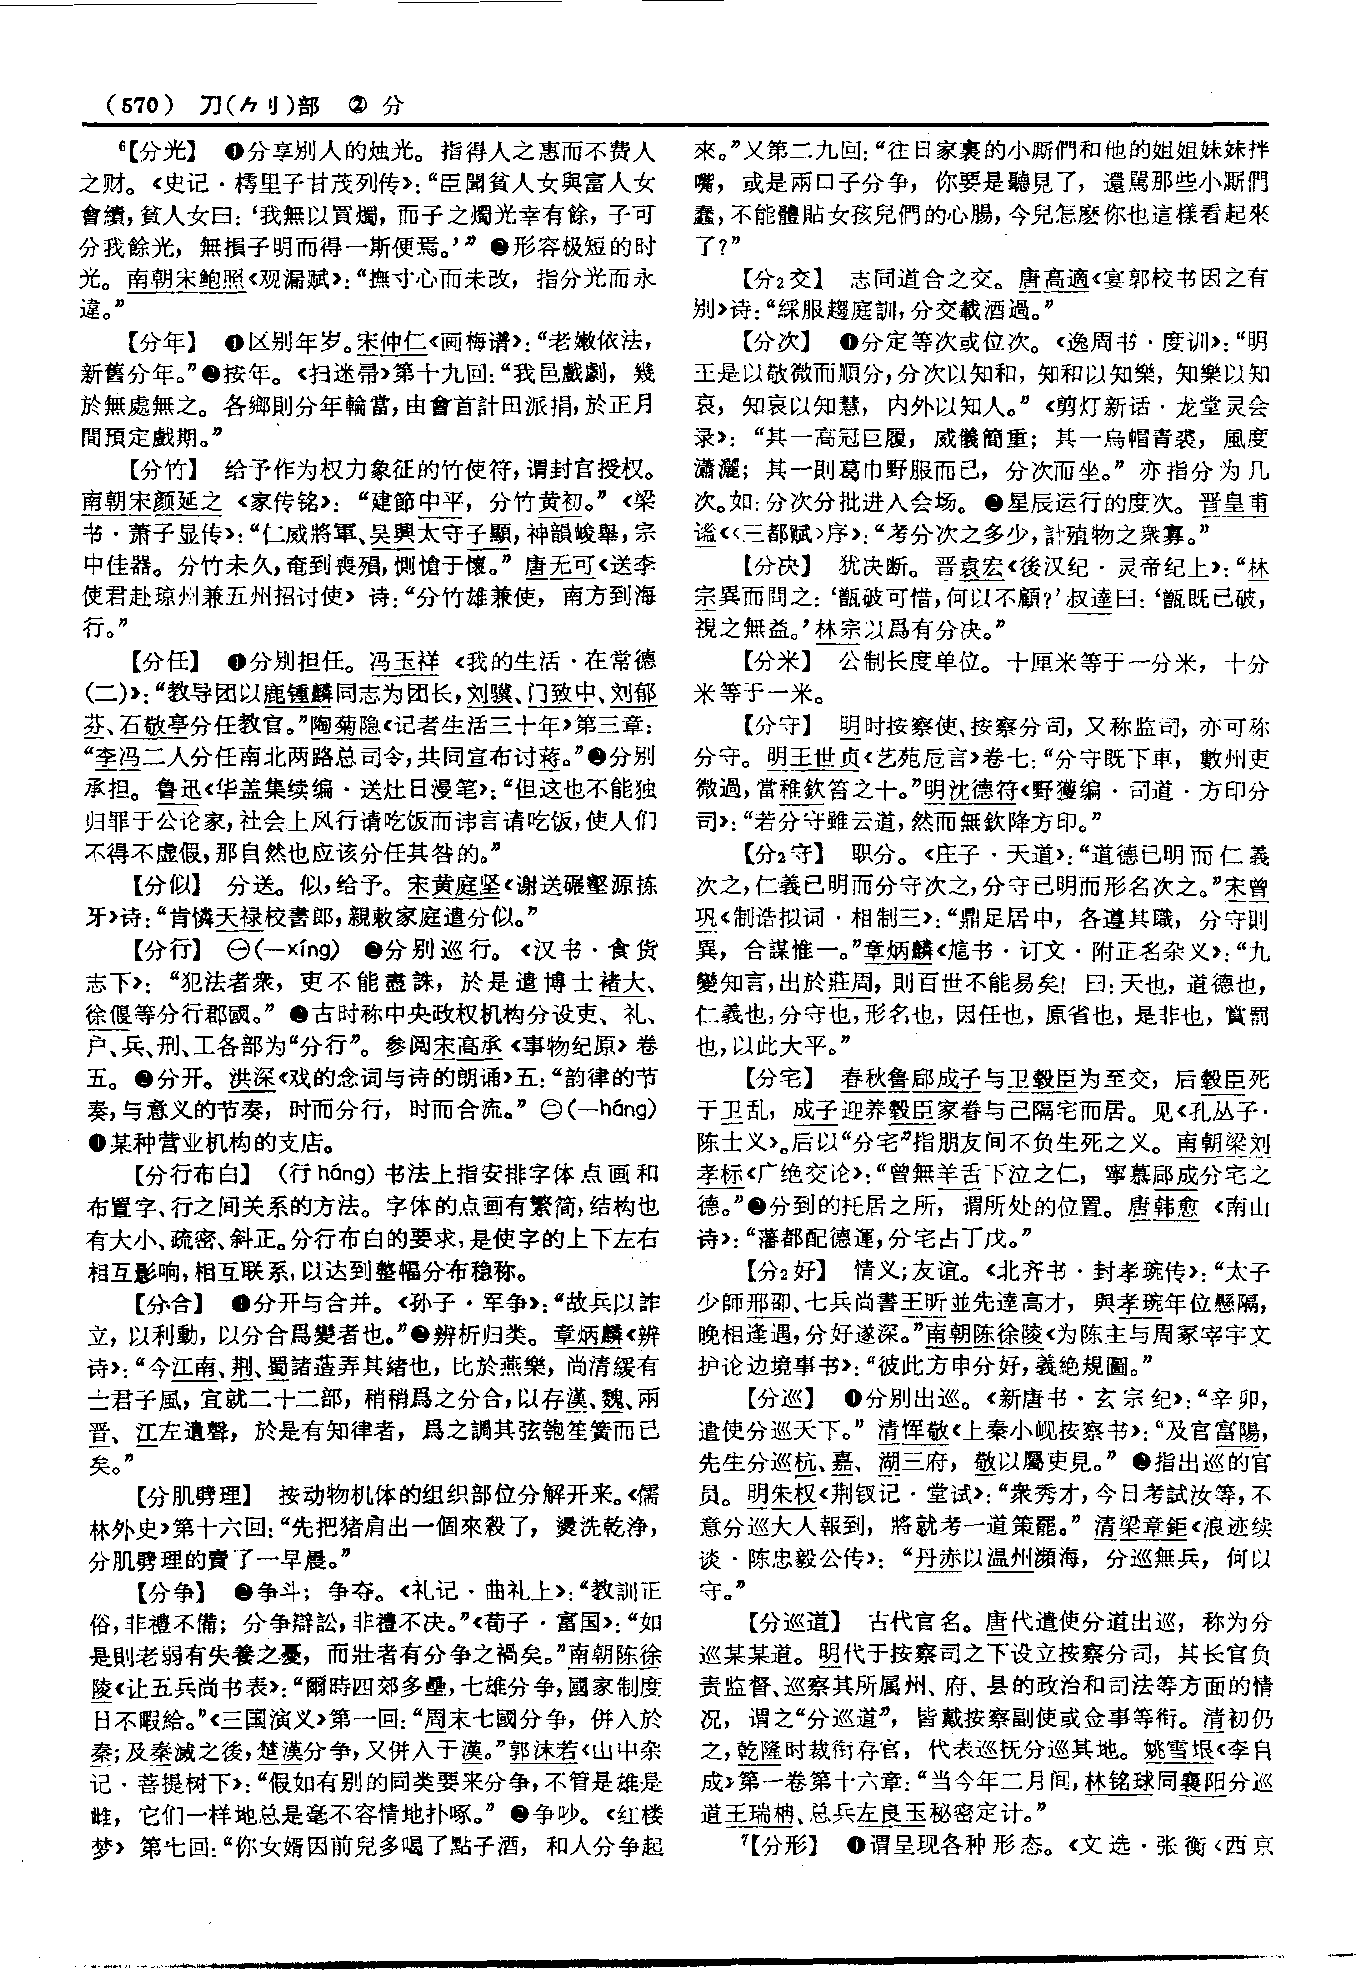 (570) 刀(⺈刂)部 ② 分
⁶【分光】 ❶分享别人的烛光。指得人之惠而不费人
之财。《史记·樗里子甘茂列传》：“臣聞貧人女與富人女
會績，貧人女曰：‘我無以買燭，而子之燭光幸有餘，子可
分我餘光，無損子明而得一斯便焉。’” ❷形容极短的时
光。南朝宋鲍照《观漏赋》：“撫寸心而未改，指分光而永
違。”
【分年】 ❶区别年岁。宋仲仁《画梅谱》：“老嫩依法，
新舊分年。”❷按年。《扫迷帚》第十九回：“我邑戲劇，幾
於無處無之。各鄉則分年輪當，由會首計田派捐，於正月
間預定戲期。”
【分竹】 给予作为权力象征的竹使符，谓封官授权。
南朝宋颜延之《家传铭》：“建節中平，分竹黄初。”《梁
书·萧子显传》：“仁威將軍、吴興太守子顯，神韻峻舉，宗
中佳器。分竹未久，奄到喪殞，惻愴于懷。” 唐无可《送李
使君赴琼州兼五州招讨使》诗：“分竹雄兼使，南方到海
行。”
【分任】 ❶分别担任。冯玉祥《我的生活·在常德
(二)》：“教导团以鹿锺麟同志为团长，刘骥、门致中、刘郁
芬、石敬亭分任教官。”陶菊隐《记者生活三十年》第三章：
“李冯二人分任南北两路总司令，共同宣布讨蒋。”❷分别
承担。鲁迅《华盖集续编·送灶日漫笔》：“但这也不能独
归罪于公论家，社会上风行请吃饭而讳言请吃饭，使人们
不得不虚假，那自然也应该分任其咎的。”
【分似】 分送。似，给予。宋黄庭坚《谢送碾壑源拣
牙》诗：“肯憐天禄校書郎，親敕家庭遣分似。”
【分行】 ㊀(—xíng) ❶分别巡行。《汉书·食货
志下》：“犯法者衆，吏不能盡誅，於是遣博士褚大、
徐偃等分行郡國。” ❷古时称中央政权机构分设吏、礼、
户、兵、刑、工各部为“分行”。参阅宋高承《事物纪原》卷
五。❸分开。洪深《戏的念词与诗的朗诵》五：“韵律的节
奏，与意义的节奏，时而分行，时而合流。” ㊁(—háng)
❶某种营业机构的支店。
【分行布白】 (行 háng) 书法上指安排字体点画和
布置字、行之间关系的方法。字体的点画有繁简，结构也
有大小、疏密、斜正。分行布白的要求，是使字的上下左右
相互影响，相互联系，以达到整幅分布稳称。
【分合】 ❶分开与合并。《孙子·军争》：“故兵以詐
立，以利動，以分合爲變者也。”❷辨析归类。章炳麟《辨
诗》：“今江南、荆、蜀諸蘤弄其緒也，比於燕樂，尚清緩有
士君子風，宜就二十二部，稍稍爲之分合，以存漢、魏、兩
晋、江左遺聲，於是有知律者，爲之調其弦匏笙簧而已
矣。”
【分肌劈理】 按动物机体的组织部位分解开来。《儒
林外史》第十六回：“先把猪肩出一個來殺了，燙洗乾净，
分肌劈理的賣了一早晨。”
【分争】 ❶争斗；争夺。《礼记·曲礼上》：“教訓正
俗，非禮不備；分争辯訟，非禮不决。”《荀子·富国》：“如
是則老弱有失養之憂，而壯者有分争之禍矣。”南朝陈徐
陵《让五兵尚书表》：“爾時四郊多壘，七雄分争，國家制度
日不暇給。”《三国演义》第一回：“周末七國分争，併入於
秦；及秦滅之後，楚漢分争，又併入于漢。”郭沫若《山中杂
记·菩提树下》：“假如有别的同类要来分争，不管是雄是
雌，它们一样地总是毫不容情地扑啄。” ❷争吵。《红楼
梦》第七回：“你女婿因前兒多喝了點子酒，和人分争起
來。”又第二九回：“往日家裏的小厮們和他的姐姐妹妹拌
嘴，或是兩口子分争，你要是聽見了，還駡那些小厮們
蠢，不能體貼女孩兒們的心腸，今兒怎麽你也這樣看起來
了？”
【分₂交】 志同道合之交。唐高適《宴郭校书因之有
别》诗：“綵服趨庭訓，分交載酒過。”
【分次】 ❶分定等次或位次。《逸周书·度训》：“明
王是以敬微而順分，分次以知和，知和以知樂，知樂以知
哀，知哀以知慧，内外以知人。”《剪灯新话·龙堂灵会
录》：“其一高冠巨履，威儀簡重；其一烏帽青裘，風度
瀟灑；其一則葛巾野服而已，分次而坐。” 亦指分为几
次。如：分次分批进入会场。❷星辰运行的度次。晋皇甫
谧《〈三都赋〉序》：“考分次之多少，計殖物之衆寡。”
【分决】 犹决断。晋袁宏《後汉纪·灵帝纪上》：“林
宗異而問之：‘甑破可惜，何以不顧？’叔達曰：‘甑既已破，
視之無益。’林宗以爲有分决。”
【分米】 公制长度单位。十厘米等于一分米，十分
米等于一米。
【分守】 明时按察使、按察分司，又称监司，亦可称
分守。明王世贞《艺苑卮言》卷七：“分守既下車，數州吏
微過，當稚欽笞之十。”明沈德符《野獲编·司道·方印分
司》：“若分守雖云道，然而無欽降方印。”
【分₂守】 职分。《庄子·天道》：“道德已明而仁義
次之，仁義已明而分守次之，分守已明而形名次之。”宋曾
巩《制诰拟词·相制三》：“鼎足居中，各遵其職，分守則
異，合謀惟一。”章炳麟《訄书·订文·附正名杂义》：“九
變知言，出於莊周，則百世不能易矣！曰：天也，道德也，
仁義也，分守也，形名也，因任也，原省也，是非也，賞罰
也，以此大平。”
【分宅】 春秋鲁郈成子与卫毂臣为至交，后毂臣死
于卫乱，成子迎养毂臣家眷与己隔宅而居。见《孔丛子·
陈士义》。后以“分宅”指朋友间不负生死之义。南朝梁刘
孝标《广绝交论》：“曾無羊舌下泣之仁，寧慕郈成分宅之
德。”❷分到的托居之所，谓所处的位置。唐韩愈《南山
诗》：“藩都配德運，分宅占丁戊。”
【分₂好】 情义；友谊。《北齐书·封孝琬传》：“太子
少師邢卲、七兵尚書王昕並先達高才，與孝琬年位懸隔，
晚相逢遇，分好遂深。”南朝陈徐陵《为陈主与周冢宰宇文
护论边境事书》：“彼此方申分好，義絶規圖。”
【分巡】 ❶分别出巡。《新唐书·玄宗纪》：“辛卯，
遣使分巡天下。” 清恽敬《上秦小岘按察书》：“及官富陽，
先生分巡杭、嘉、湖三府，敬以屬吏見。” ❷指出巡的官
员。明朱权《荆钗记·堂试》：“衆秀才，今日考試汝等，不
意分巡大人報到，將就考一道策罷。” 清梁章鉅《浪迹续
谈·陈忠毅公传》：“丹赤以温州瀕海，分巡無兵，何以
守。”
【分巡道】 古代官名。唐代遣使分道出巡，称为分
巡某某道。明代于按察司之下设立按察分司，其长官负
责监督、巡察其所属州、府、县的政治和司法等方面的情
况，谓之“分巡道”，皆戴按察副使或佥事等衔。清初仍
之，乾隆时裁衔存官，代表巡抚分巡其地。姚雪垠《李自
成》第一卷第十六章：“当今年二月间，林铭球同襄阳分巡
道王瑞栴、总兵左良玉秘密定计。”
⁷【分形】 ❶谓呈现各种形态。《文选·张衡〈西京